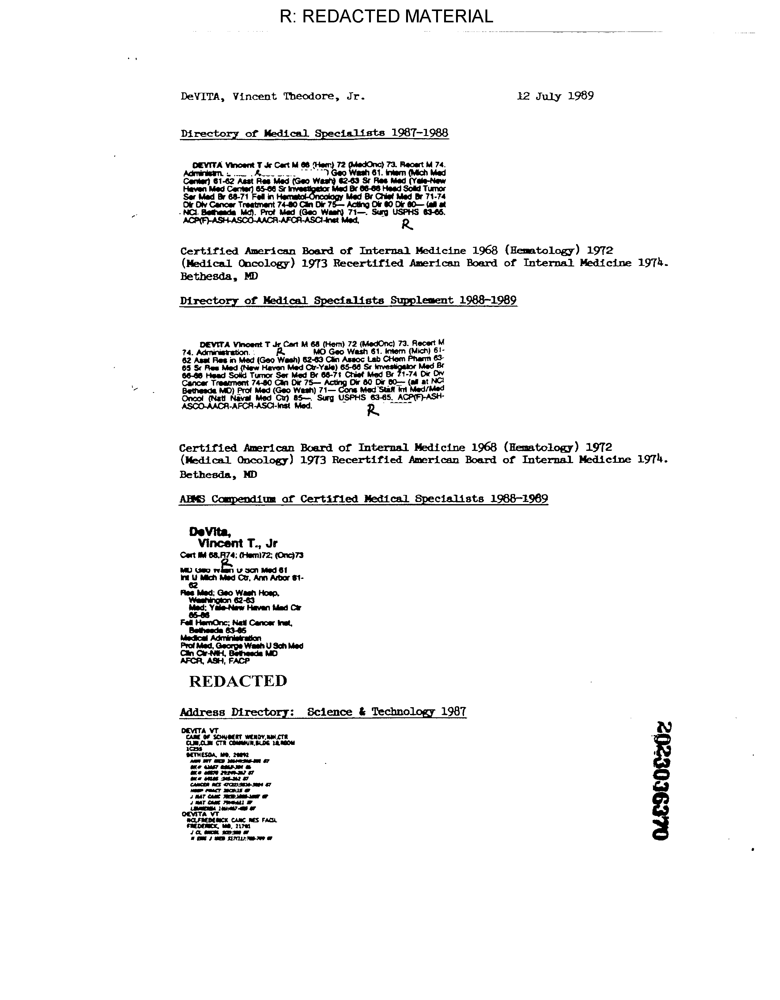 R: REDACTED MATERIAL
DeVITA, Vincent Theodore, Jr. 12 July 1989
Directory of Medical Specialists 1987-1988
DEVITA Vincent T Jr Cert M 68 (Hem) 72 (MedOnc) 73. Recert M 74.
Administn. Geo Wash 61. Intern (Mich Med
Center) 61-62 Asst Res Med (Geo Wash) 62-63 Sr Res Med (Yale-New
Haven Med Center) 65-66 Sr Investigator Med Br 66-68 Head Solid Tumor
Ser Med Br 68-71 Fell in Hematol-Oncology Med Br Chief Med Br 71-74
Dir Div Cancer Treatment 74-80 Clin Dir 75— Acting Dir 80 Dir 80— (all at
NCI. Bethesda Md). Prof Med (Geo Wash) 71—. Surg USPHS 63-65.
ACP(F)-ASH-ASCO-AACR-AFCR-ASCI-Inst Med.
R
Certified American Board of Internal Medicine 1968 (Hematology) 1972
(Medical Oncology) 1973 Recertified American Board of Internal Medicine 1974.
Bethesda, MD
Directory of Medical Specialists Supplement 1988-1989
DEVITA Vincent T Jr Cert M 68 (Hem) 72 (MedOnc) 73. Recert M
74. Administration. R MO Geo Wash 61. Intern (Mich) 61-
62 Asst Res in Med (Geo Wash) 62-63 Clin Assoc Lab CHem Pharm 63-
65 Sr Res Med (New Haven Med Ctr-Yale) 65-66 Sr Investigator Med Br
66-68 Head Solid Tumor Ser Med Br 68-71 Chief Med Br 71-74 Dir Div
Cancer Treatment 74-80 Clin Dir 75— Acting Dir 80 Dir 80— (all at NCI
Bethesda MD) Prof Med (Geo Wash) 71— Cons Med Staff Int Med/Med
Oncol (Natl Naval Med Ctr) 85—. Surg USPHS 63-65. ACP(F)-ASH-
ASCO-AACR-AFCR-ASCI-Inst Med.
R
Certified American Board of Internal Medicine 1968 (Hematology) 1972
(Medical Oncology) 1973 Recertified American Board of Internal Medicine 1974.
Bethesda, MD
ABMS Compendium of Certified Medical Specialists 1988-1989
DeVita,
Vincent T., Jr
Cert IM 68,R74; (Hem)72; (Onc)73
R
MD Geo Wash U Sch Med 61
Int U Mich Med Ctr, Ann Arbor 61-
62
Res Med; Geo Wash Hosp,
Washington 62-63
Med; Yale-New Haven Med Ctr
65-66
Fell HemOnc; Natl Cancer Inst,
Bethesda 63-65
Medical Administration
Prof Med, George Wash U Sch Med
Clin Ctr-NIH, Bethesda MD
AFCR, ASH, FACP
REDACTED
Address Directory: Science & Technology 1987
DEVITA VT
CARE OF SCHUBERT WENDY,NIH,CTR
CLIN,CLIN CTR COMMUN,BLDG 10,ROOM
BETHESDA, MD, 20892
DEVITA VT
NCI,FREDERICK CANC RES FACIL
FREDERICK, MD, 21701
2023036370